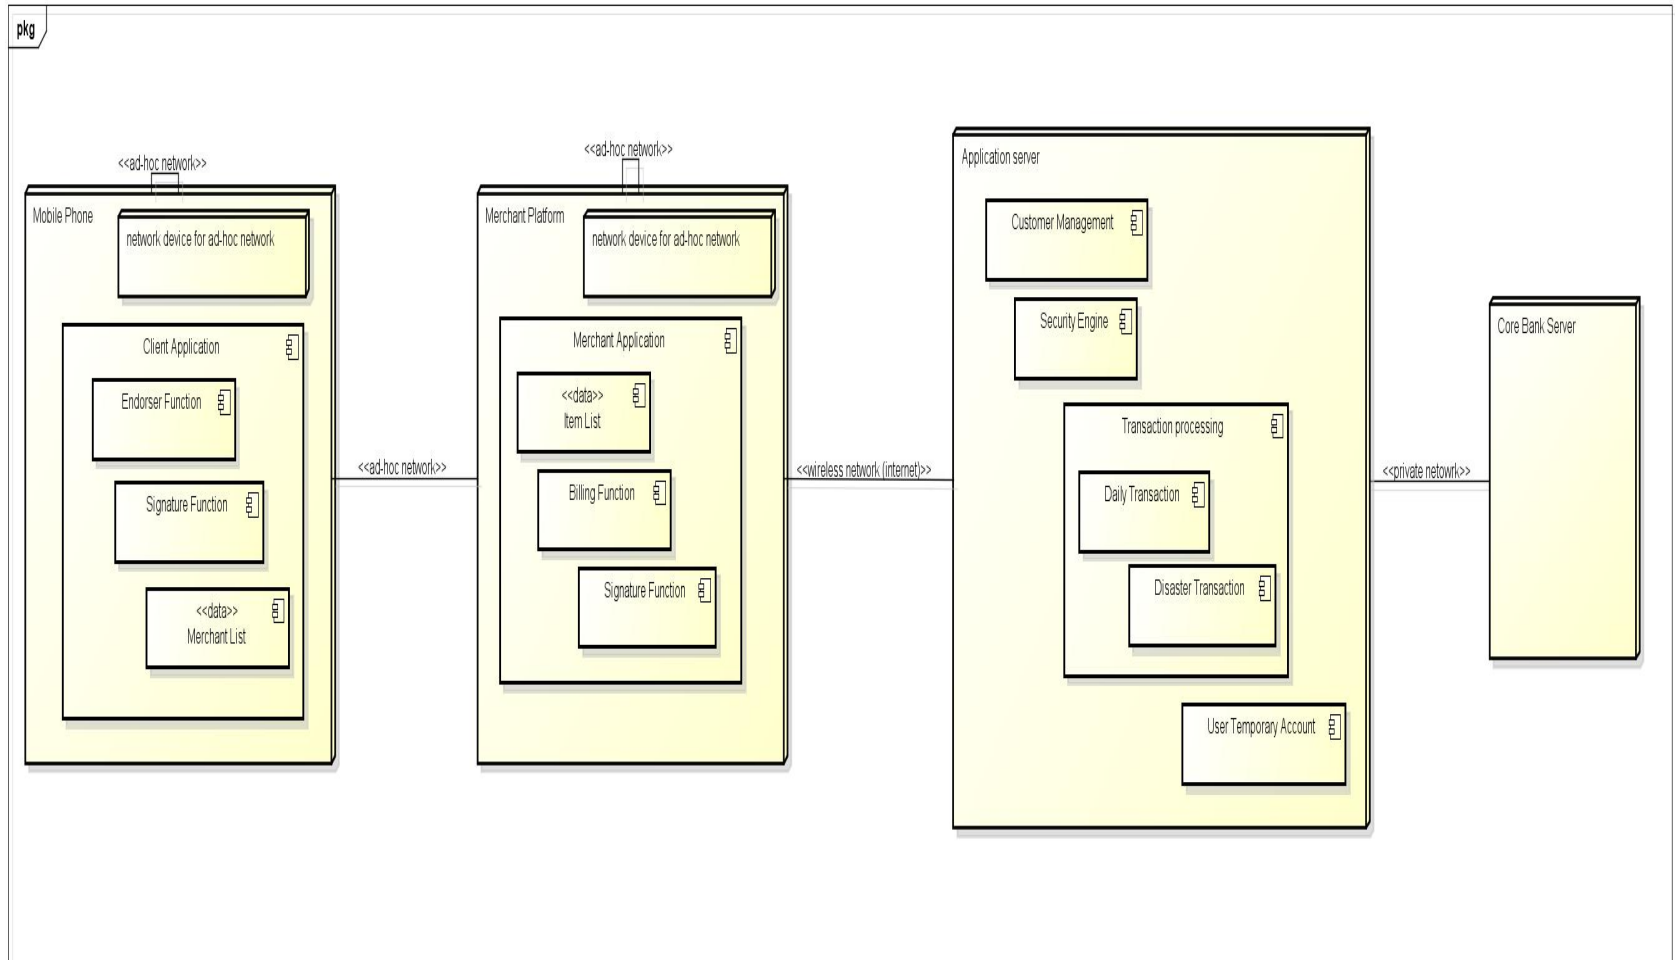 pkg
<<ad-hoc network>>
Mobile Phone
network device for ad-hoc network
Client Application
Endorser Function
Signature Function
<<data>>
Merchant List
<<ad-hoc network>>
<<ad-hoc network>>
Merchant Platform
network device for ad-hoc network
Merchant Application
<<data>>
Item List
Billing Function
Signature Function
<<wireless network (internet)>>
Application server
Customer Management
Security Engine
Transaction processing
Daily Transaction
Disaster Transaction
User Temporary Account
<<private netowrk>>
Core Bank Server